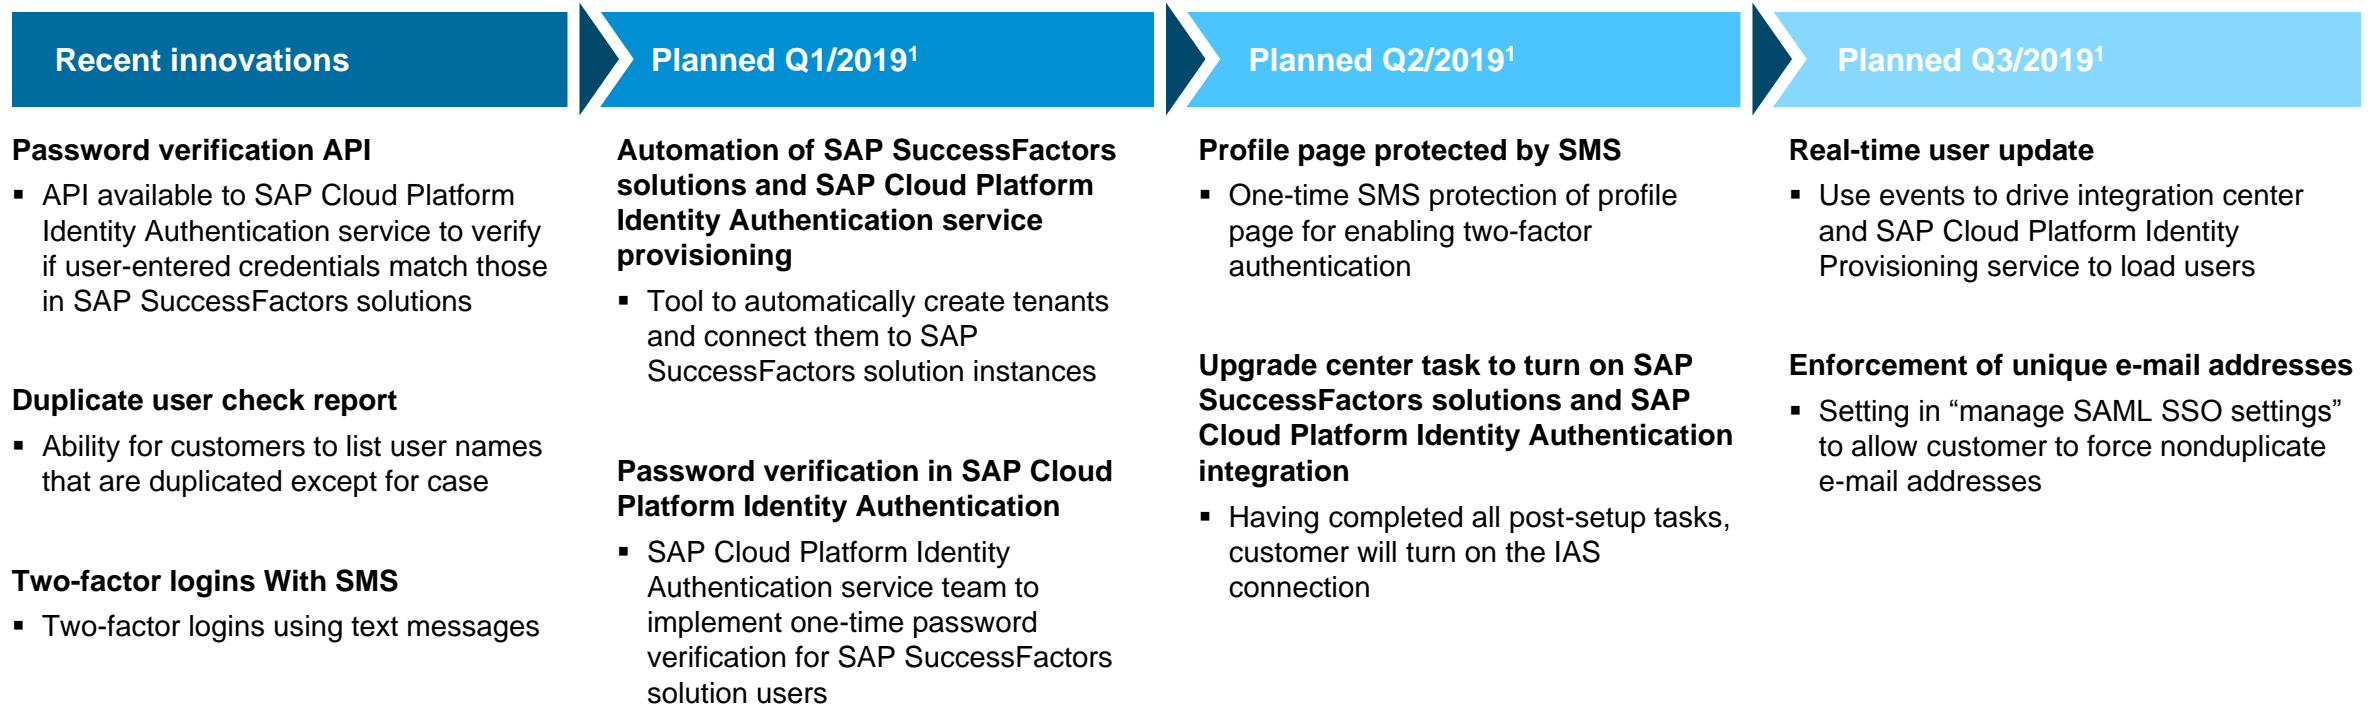 Recent innovations
Planned Q1/2019¹
Planned Q2/2019¹
Planned Q3/2019¹
Password verification API
▪ API available to SAP Cloud Platform
Identity Authentication service to verify
if user-entered credentials match those
in SAP SuccessFactors solutions
Duplicate user check report
▪ Ability for customers to list user names
that are duplicated except for case
Two-factor logins With SMS
▪ Two-factor logins using text messages
Automation of SAP SuccessFactors
solutions and SAP Cloud Platform
Identity Authentication service
provisioning
▪ Tool to automatically create tenants
and connect them to SAP
SuccessFactors solution instances
Password verification in SAP Cloud
Platform Identity Authentication
▪ SAP Cloud Platform Identity
Authentication service team to
implement one-time password
verification for SAP SuccessFactors
solution users
Profile page protected by SMS
▪ One-time SMS protection of profile
page for enabling two-factor
authentication
Upgrade center task to turn on SAP
SuccessFactors solutions and SAP
Cloud Platform Identity Authentication
integration
▪ Having completed all post-setup tasks,
customer will turn on the IAS
connection
Real-time user update
▪ Use events to drive integration center
and SAP Cloud Platform Identity
Provisioning service to load users
Enforcement of unique e-mail addresses
▪ Setting in “manage SAML SSO settings”
to allow customer to force nonduplicate
e-mail addresses